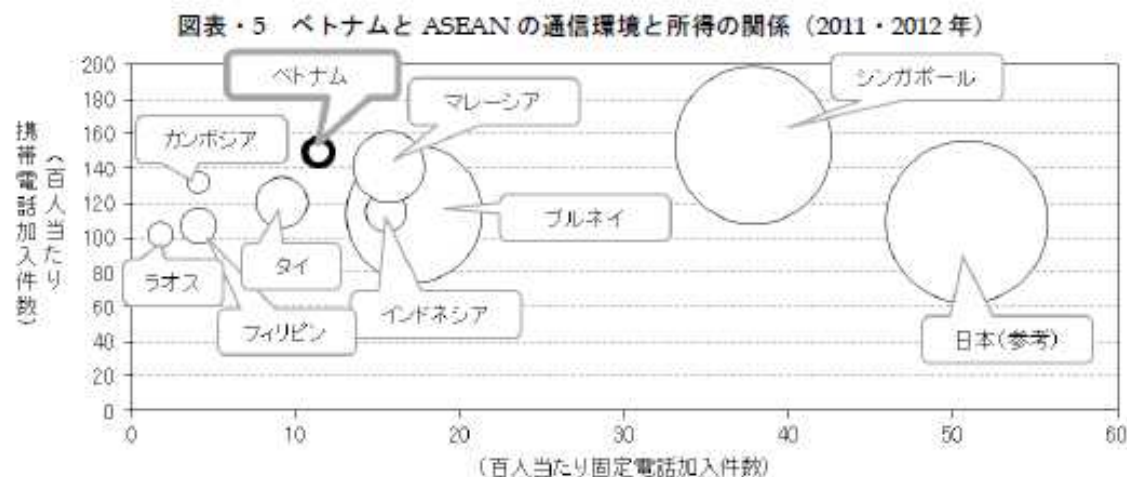 図表・5 ベトナムと ASEAN の通信環境と所得の関係（2011・2012 年）
携帯電話加入件数）
（百人当たり
200
180
160
140
120
100
80
60
40
20
0
0
10
20
30
40
50
60
ベトナム
マレーシア
シンガポール
カンボシア
ブルネイ
ラオス
タイ
フィリピン
インドネシア
日本(参考)
（百人当たり固定電話加入件数）